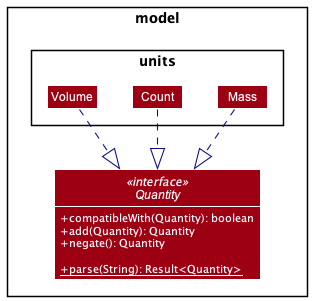 model
units
Volume
Count
Mass
«interface»
Quantity
+compatibleWith(Quantity): boolean
+add(Quantity): Quantity
+negate(): Quantity
+parse(String): Result<Quantity>